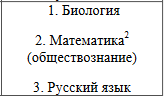 1. Биология
2. Математика²
(обществознание)
3. Русский язык